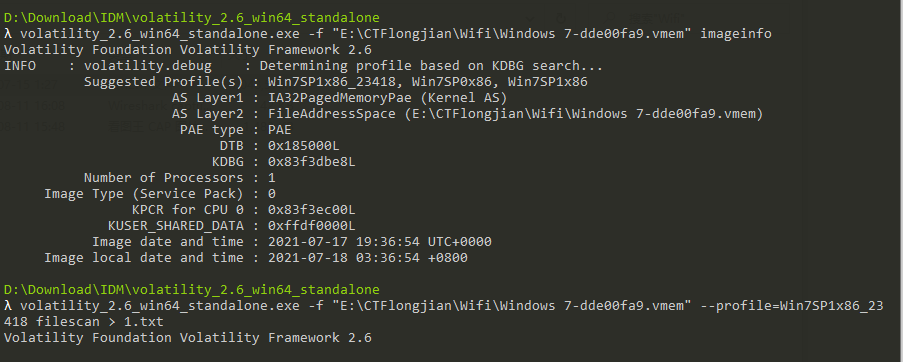 D:\Download\IDM\volatility_2.6_win64_standalone
λ volatility_2.6_win64_standalone.exe -f "E:\CTFlongjian\Wifi\Windows 7-dde00fa9.vmem" imageinfo
Volatility Foundation Volatility Framework 2.6
INFO    : volatility.debug    : Determining profile based on KDBG search...
Suggested Profile(s) : Win7SP1x86_23418, Win7SP0x86, Win7SP1x86
AS Layer1 : IA32PagedMemoryPae (Kernel AS)
AS Layer2 : FileAddressSpace (E:\CTFlongjian\Wifi\Windows 7-dde00fa9.vmem)
PAE type : PAE
DTB : 0x185000L
KDBG : 0x83f3dbe8L
Number of Processors : 1
Image Type (Service Pack) : 0
KPCR for CPU 0 : 0x83f3ec00L
KUSER_SHARED_DATA : 0xffdf0000L
Image date and time : 2021-07-17 19:36:54 UTC+0000
Image local date and time : 2021-07-18 03:36:54 +0800
D:\Download\IDM\volatility_2.6_win64_standalone
λ volatility_2.6_win64_standalone.exe -f "E:\CTFlongjian\Wifi\Windows 7-dde00fa9.vmem" --profile=Win7SP1x86_23
418 filescan > 1.txt
Volatility Foundation Volatility Framework 2.6